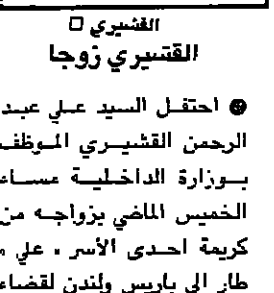 القشيري □
القشيري زوجا
● احتفل السيد علي عبد
الرحمن القشيري الموظف
بوزارة الداخلية مساء
الخميس الماضي بزواجه من
كريمة احدى الأسر . علي
طار الى باريس ولندن لقضاء